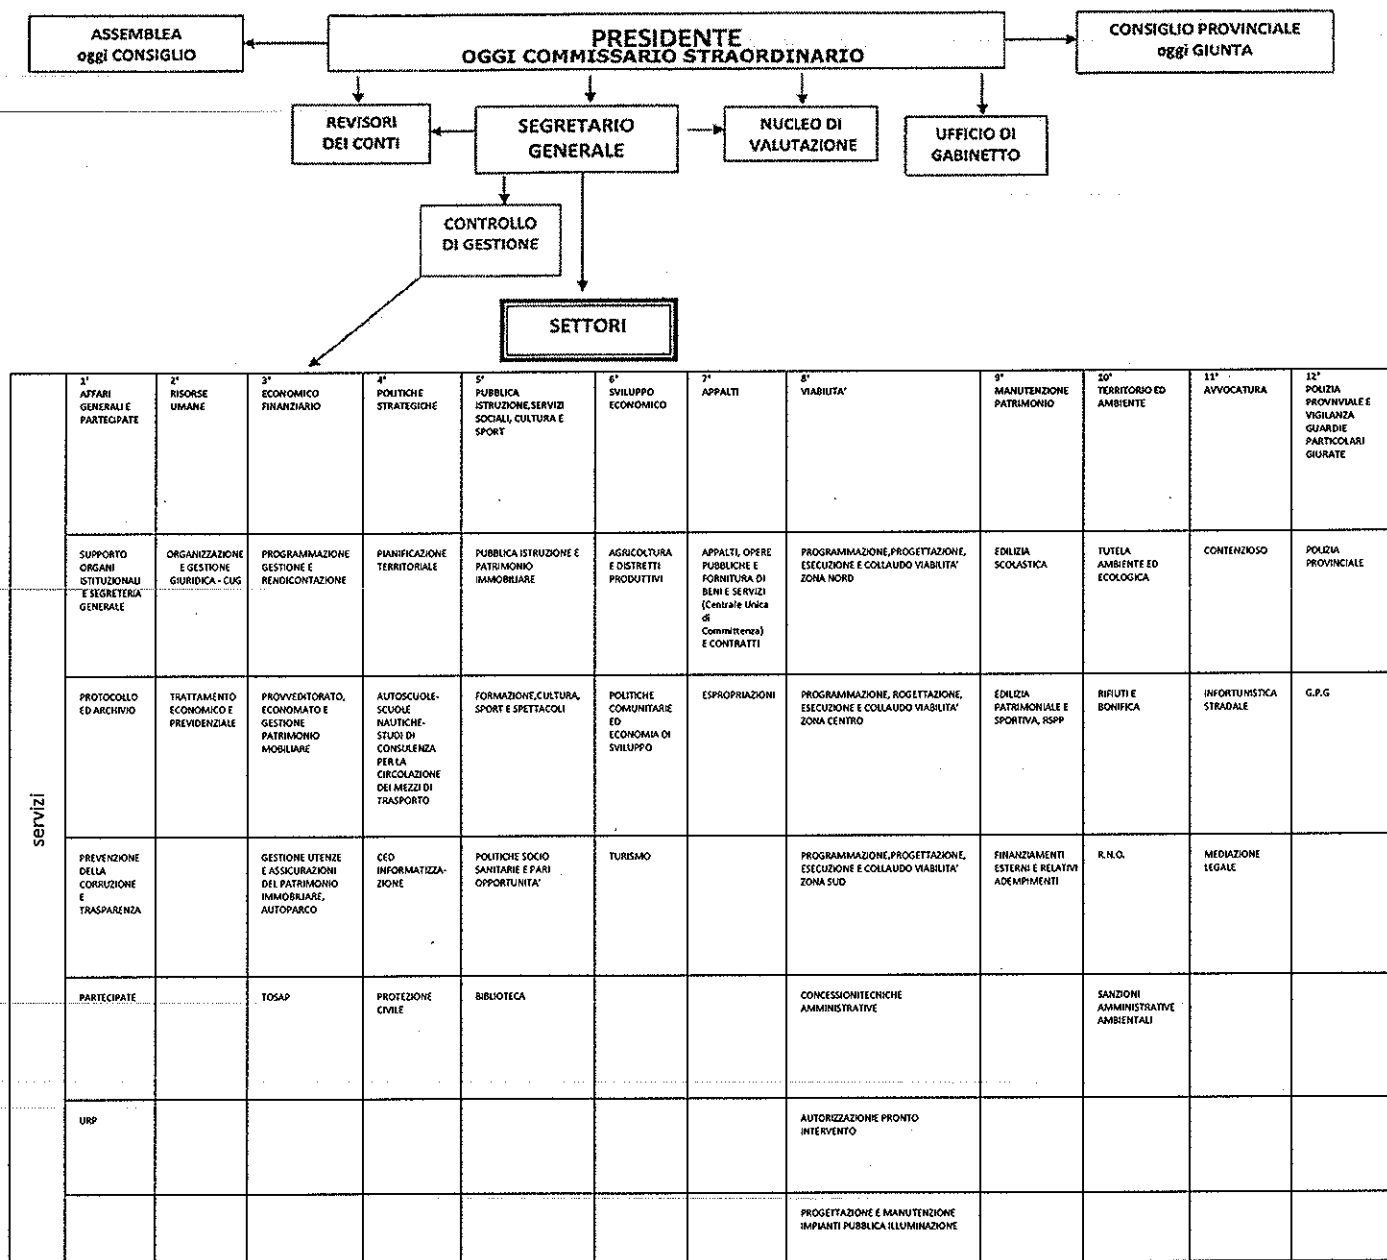 ASSEMBLEA
oggi CONSIGLIO
PRESIDENTE
OGGI COMMISSARIO STRAORDINARIO
CONSIGLIO PROVINCIALE
oggi GIUNTA
REVISORI
DEI CONTI
SEGRETARIO
GENERALE
NUCLEO DI
VALUTAZIONE
UFFICIO DI
GABINETTO
CONTROLLO
DI GESTIONE
SETTORI
servizi
1°
AFFARI
GENERALI E
PARTECIPATE
2°
RISORSE
UMANE
3°
ECONOMICO
FINANZIARIO
4°
POLITICHE
STRATEGICHE
5°
PUBBLICA
ISTRUZIONE,SERVIZI
SOCIALI, CULTURA E
SPORT
6°
SVILUPPO
ECONOMICO
7°
APPALTI
8°
VIABILITA'
9°
MANUTENZIONE
PATRIMONIO
10°
TERRITORIO ED
AMBIENTE
11°
AVVOCATURA
12°
POLIZIA
PROVNVIALE E
VIGILANZA
GUARDIE
PARTICOLARI
GIURATE
SUPPORTO
ORGANI
ISTITUZIONALI
E SEGRETERIA
GENERALE
ORGANIZZAZIONE
E GESTIONE
GIURIDICA - CUG
PROGRAMMAZIONE
GESTIONE E
RENDICONTAZIONE
PIANIFICAZIONE
TERRITORIALE
PUBBLICA ISTRUZIONE E
PATRIMONIO
IMMOBILIARE
AGRICOLTURA
E DISTRETTI
PRODUTTIVI
APPALTI, OPERE
PUBBLICHE E
FORNITURA DI
BENI E SERVIZI
(Centrale Unica
di
Committenza)
E CONTRATTI
PROGRAMMAZIONE,PROGETTAZIONE,
ESECUZIONE E COLLAUDO VIABILITA'
ZONA NORD
EDILIZIA
SCOLASTICA
TUTELA
AMBIENTE ED
ECOLOGICA
CONTENZIOSO
POLIZIA
PROVINCIALE
PROTOCOLLO
ED ARCHIVIO
TRATTAMENTO
ECONOMICO E
PREVIDENZIALE
PROVVEDITORATO,
ECONOMATO E
GESTIONE
PATRIMONIO
MOBILIARE
AUTOSCUOLE-
SCUOLE
NAUTICHE-
STUDI DI
CONSULENZA
PER LA
CIRCOLAZIONE
DEI MEZZI DI
TRASPORTO
FORMAZIONE,CULTURA,
SPORT E SPETTACOLI
POLITICHE
COMUNITARIE
ED
ECONOMIA DI
SVILUPPO
ESPROPRIAZIONI
PROGRAMMAZIONE, ROGETTAZIONE,
ESECUZIONE E COLLAUDO VIABILITA'
ZONA CENTRO
EDILIZIA
PATRIMONIALE E
SPORTIVA, RSPP
RIFIUTI E
BONIFICA
INFORTUNISTICA
STRADALE
G.P.G
PREVENZIONE
DELLA
CORRUZIONE
E
TRASPARENZA
GESTIONE UTENZE
E ASSICURAZIONI
DEL PATRIMONIO
IMMOBILIARE,
AUTOPARCO
CED
INFORMATIZZA-
ZIONE
POLITICHE SOCIO
SANITARIE E PARI
OPPORTUNITA'
TURISMO
PROGRAMMAZIONE,PROGETTAZIONE,
ESECUZIONE E COLLAUDO VIABILITA'
ZONA SUD
FINANZIAMENTI
ESTERNI E RELATIVI
ADEMPIMENTI
R.N.O.
MEDIAZIONE
LEGALE
PARTECIPATE
TOSAP
PROTEZIONE
CIVILE
BIBLIOTECA
CONCESSIONITECNICHE
AMMINISTRATIVE
SANZIONI
AMMINISTRATIVE
AMBIENTALI
URP
AUTORIZZAZIONE PRONTO
INTERVENTO
PROGETTAZIONE E MANUTENZIONE
IMPIANTI PUBBLICA ILLUMINAZIONE